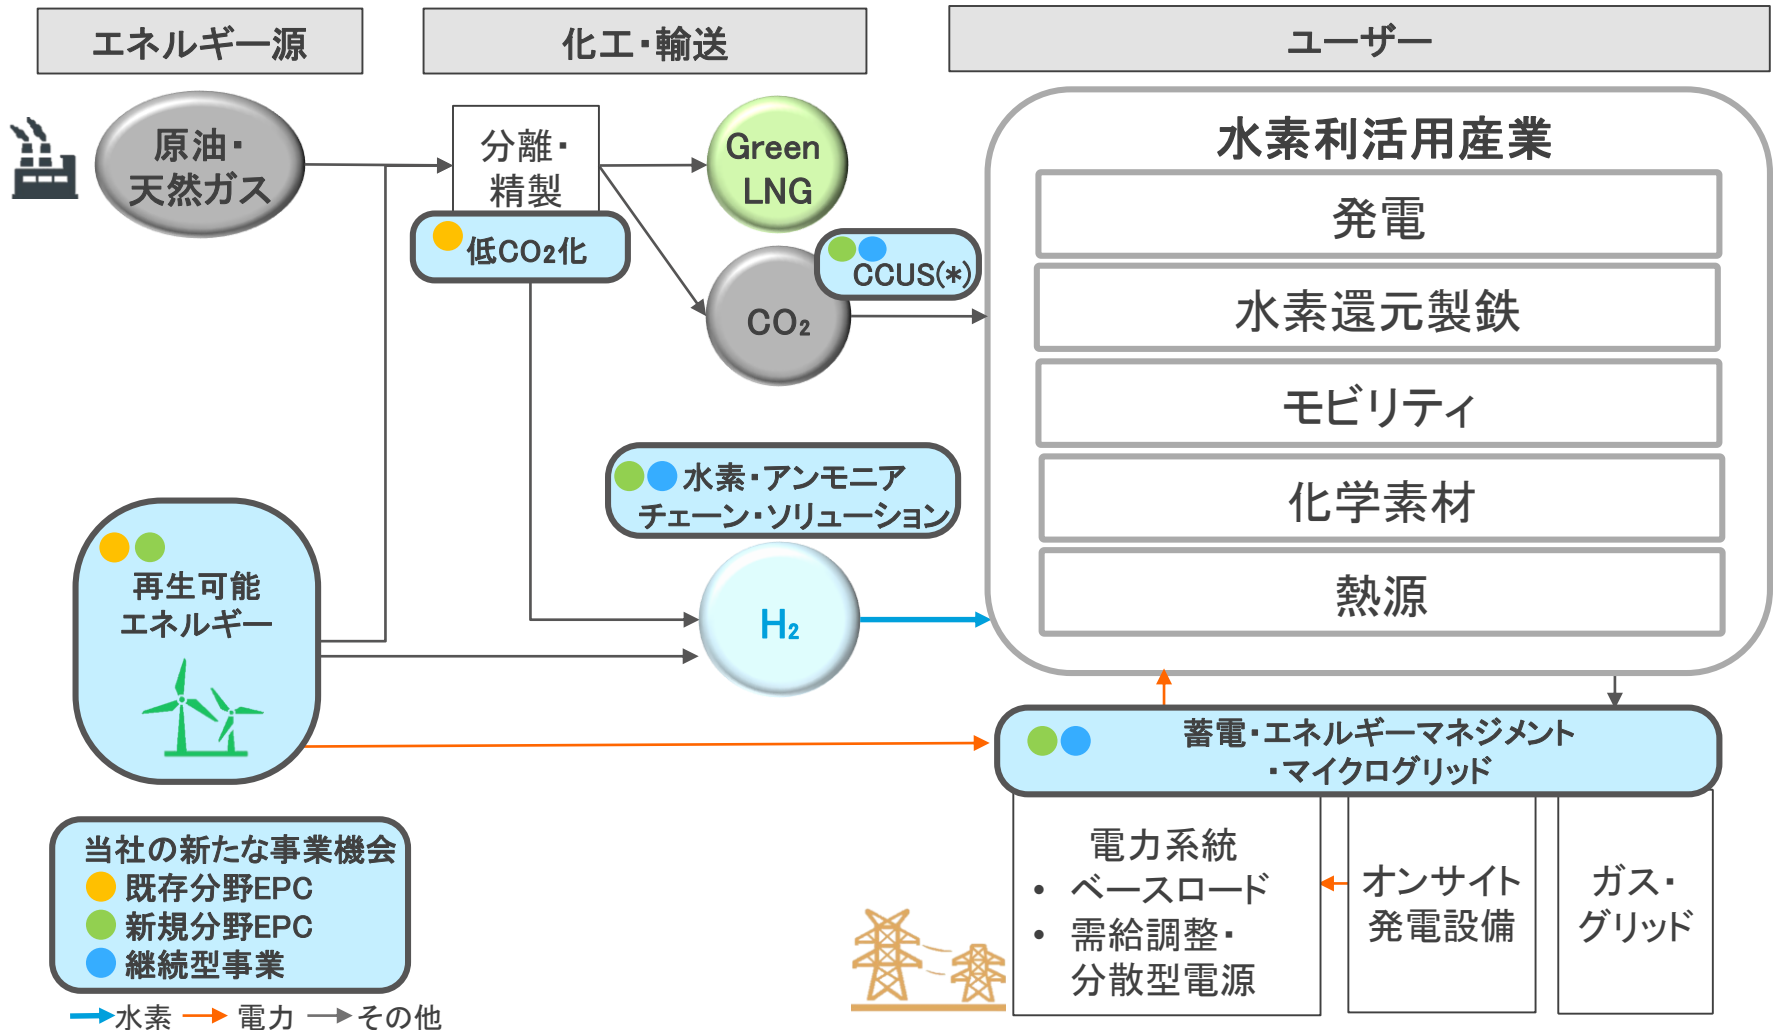 エネルギー源
化工・輸送
ユーザー
原油・
天然ガス
分離・
精製
低CO₂化
Green
LNG
CO₂
CCUS(*)
水素・アンモニア
チェーン・ソリューション
H₂
再生可能
エネルギー
水素利活用産業
発電
水素還元製鉄
モビリティ
化学素材
熱源
蓄電・エネルギーマネジメント
・マイクログリッド
電力系統
• ベースロード
• 需給調整・
分散型電源
オンサイト
発電設備
ガス・
グリッド
当社の新たな事業機会
既存分野EPC
新規分野EPC
継続型事業
水素 電力 その他